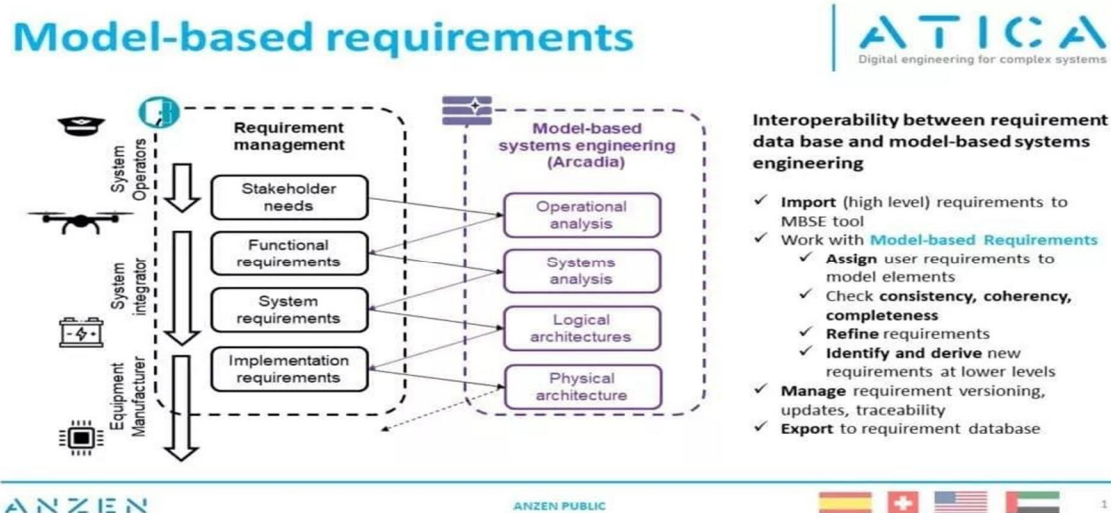 Model-based requirements
ATICA
Digital engineering for complex systems
System
Operators
System
integrator
Equipment
Manufacturer
Requirement
management
Stakeholder
needs
Functional
requirements
System
requirements
Implementation
requirements
Model-based
systems engineering
(Arcadia)
Operational
analysis
Systems
analysis
Logical
architectures
Physical
architecture
Interoperability between requirement
data base and model-based systems
engineering
✓ Import (high level) requirements to
MBSE tool
✓ Work with Model-based Requirements
✓ Assign user requirements to
model elements
✓ Check consistency, coherency,
completeness
✓ Refine requirements
✓ Identify and derive new
requirements at lower levels
✓ Manage requirement versioning,
updates, traceability
✓ Export to requirement database
ANZEN
ANZEN PUBLIC
1